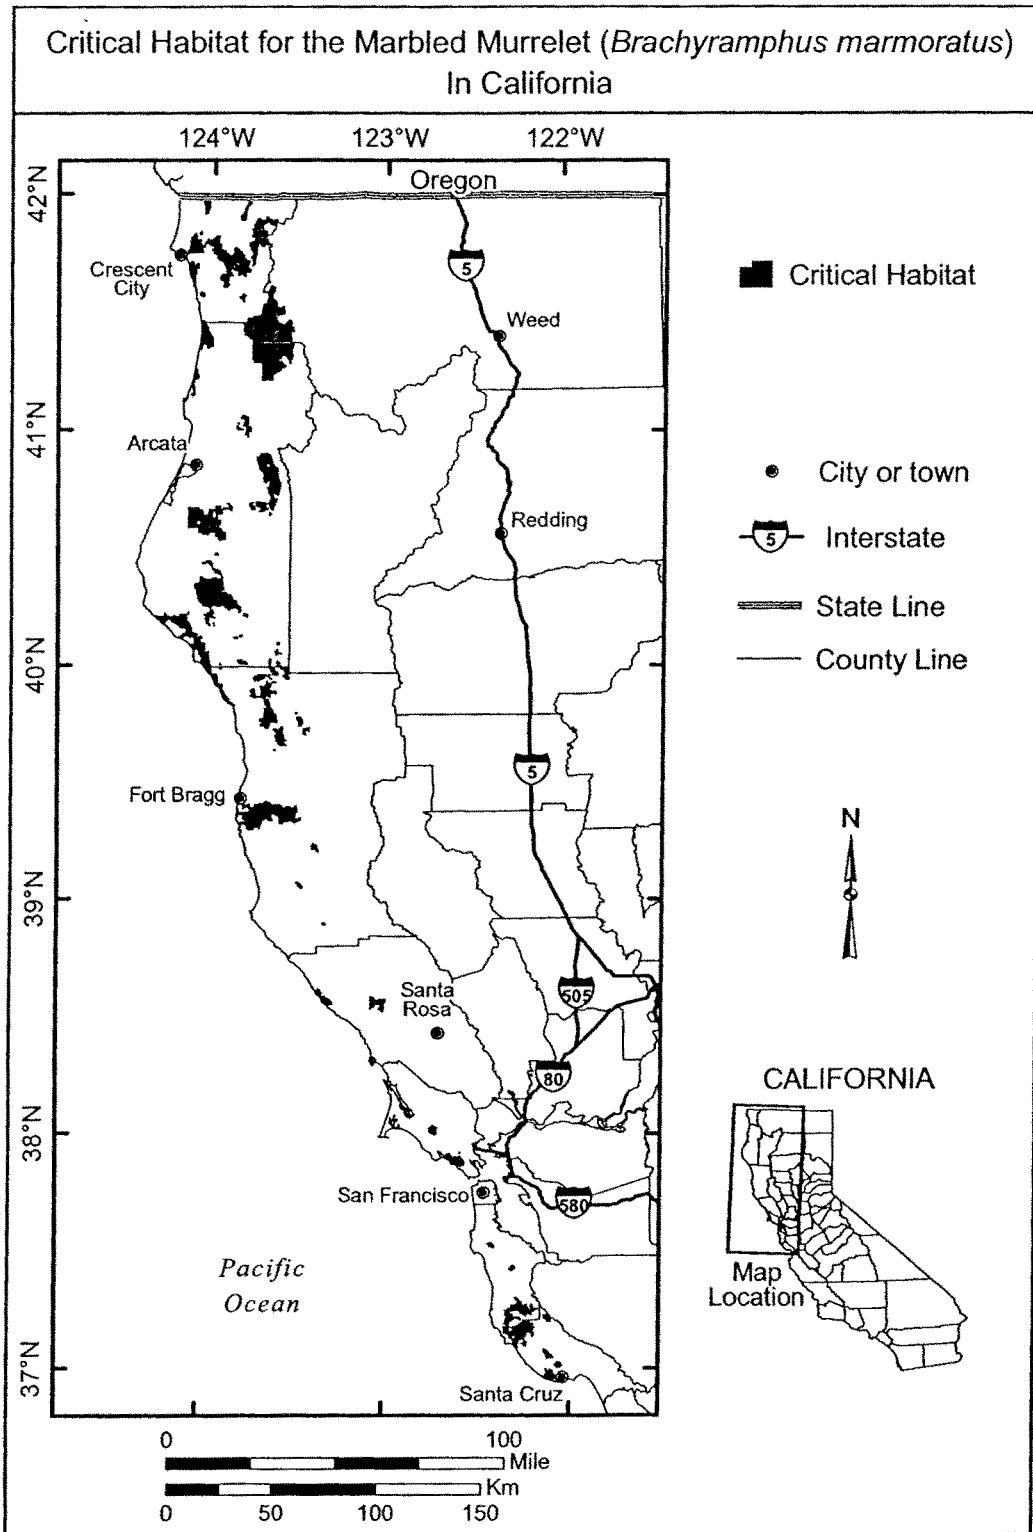 Critical Habitat for the Marbled Murrelet (Brachyramphus marmoratus)
In California
124°W 123°W 122°W
42°N
41°N
40°N
39°N
38°N
37°N
Oregon
5
Crescent
City
Weed
Arcata
Redding
5
Fort Bragg
505
Santa
Rosa
80
San Francisco
580
Pacific
Ocean
Santa Cruz
Critical Habitat
City or town
5 Interstate
State Line
County Line
N
CALIFORNIA
Map
Location
0 100
Mile
Km
0 50 100 150